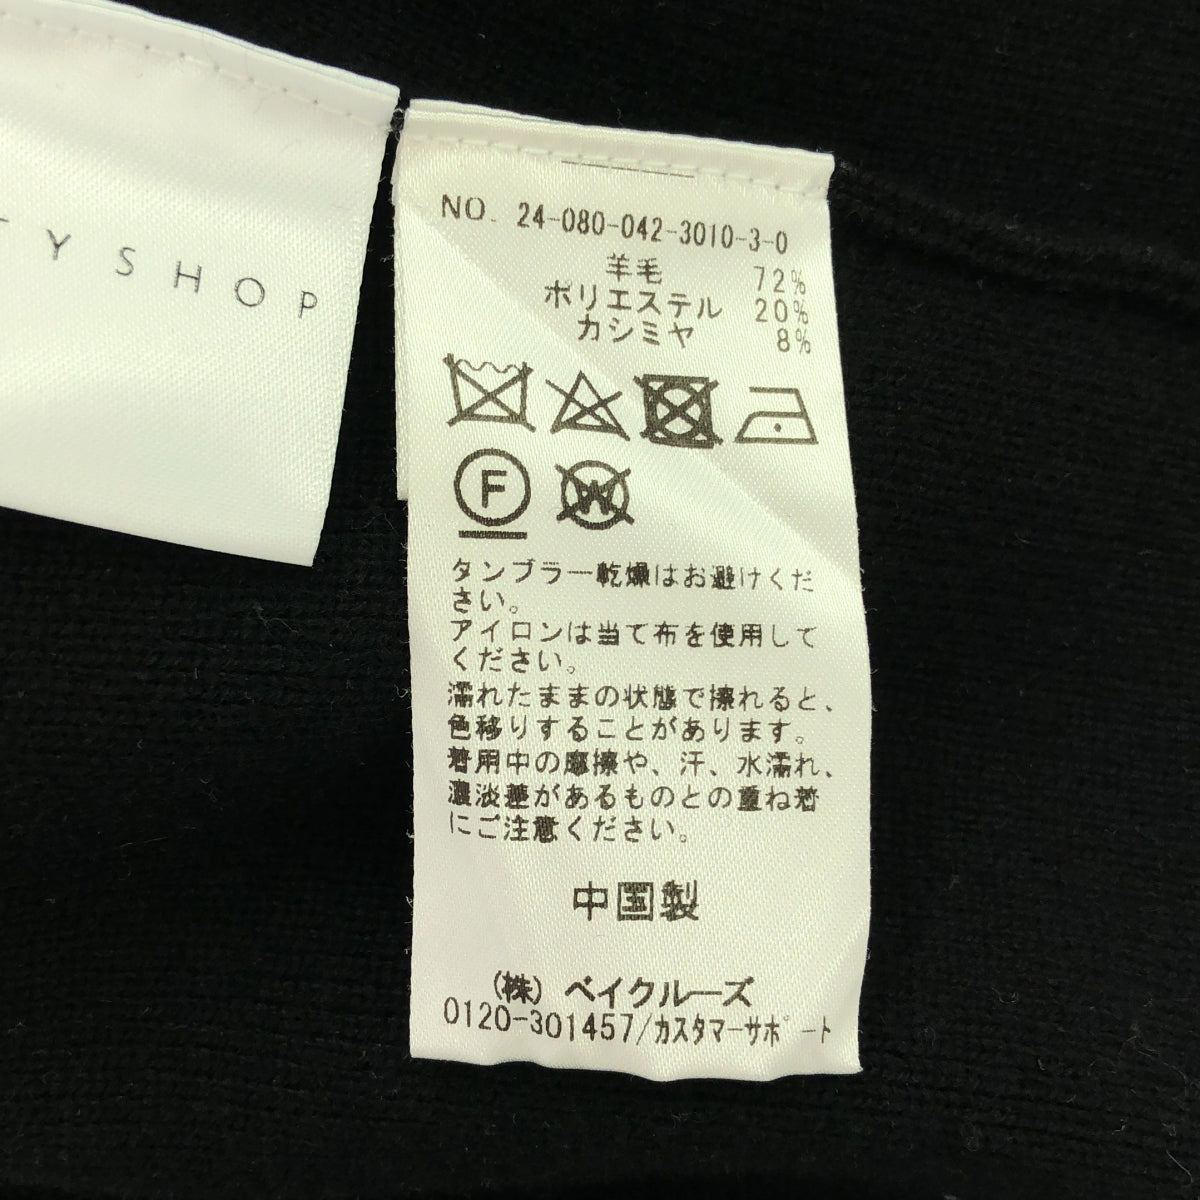 TY SHOP
NO. 24-080-042-3010-3-0
羊毛 72%
ポリエステル 20%
カシミヤ 8%
F
W
タンブラー乾燥はお避けくだ
さい。
アイロンは当て布を使用して
ください。
濡れたままの状態で擦れると、
色移りすることがあります。
着用中の摩擦や、汗、水濡れ、
濃淡差があるものとの重ね着
にご注意ください。
中国製
(株) ベイクルーズ
0120-301457/カスタマーサポート